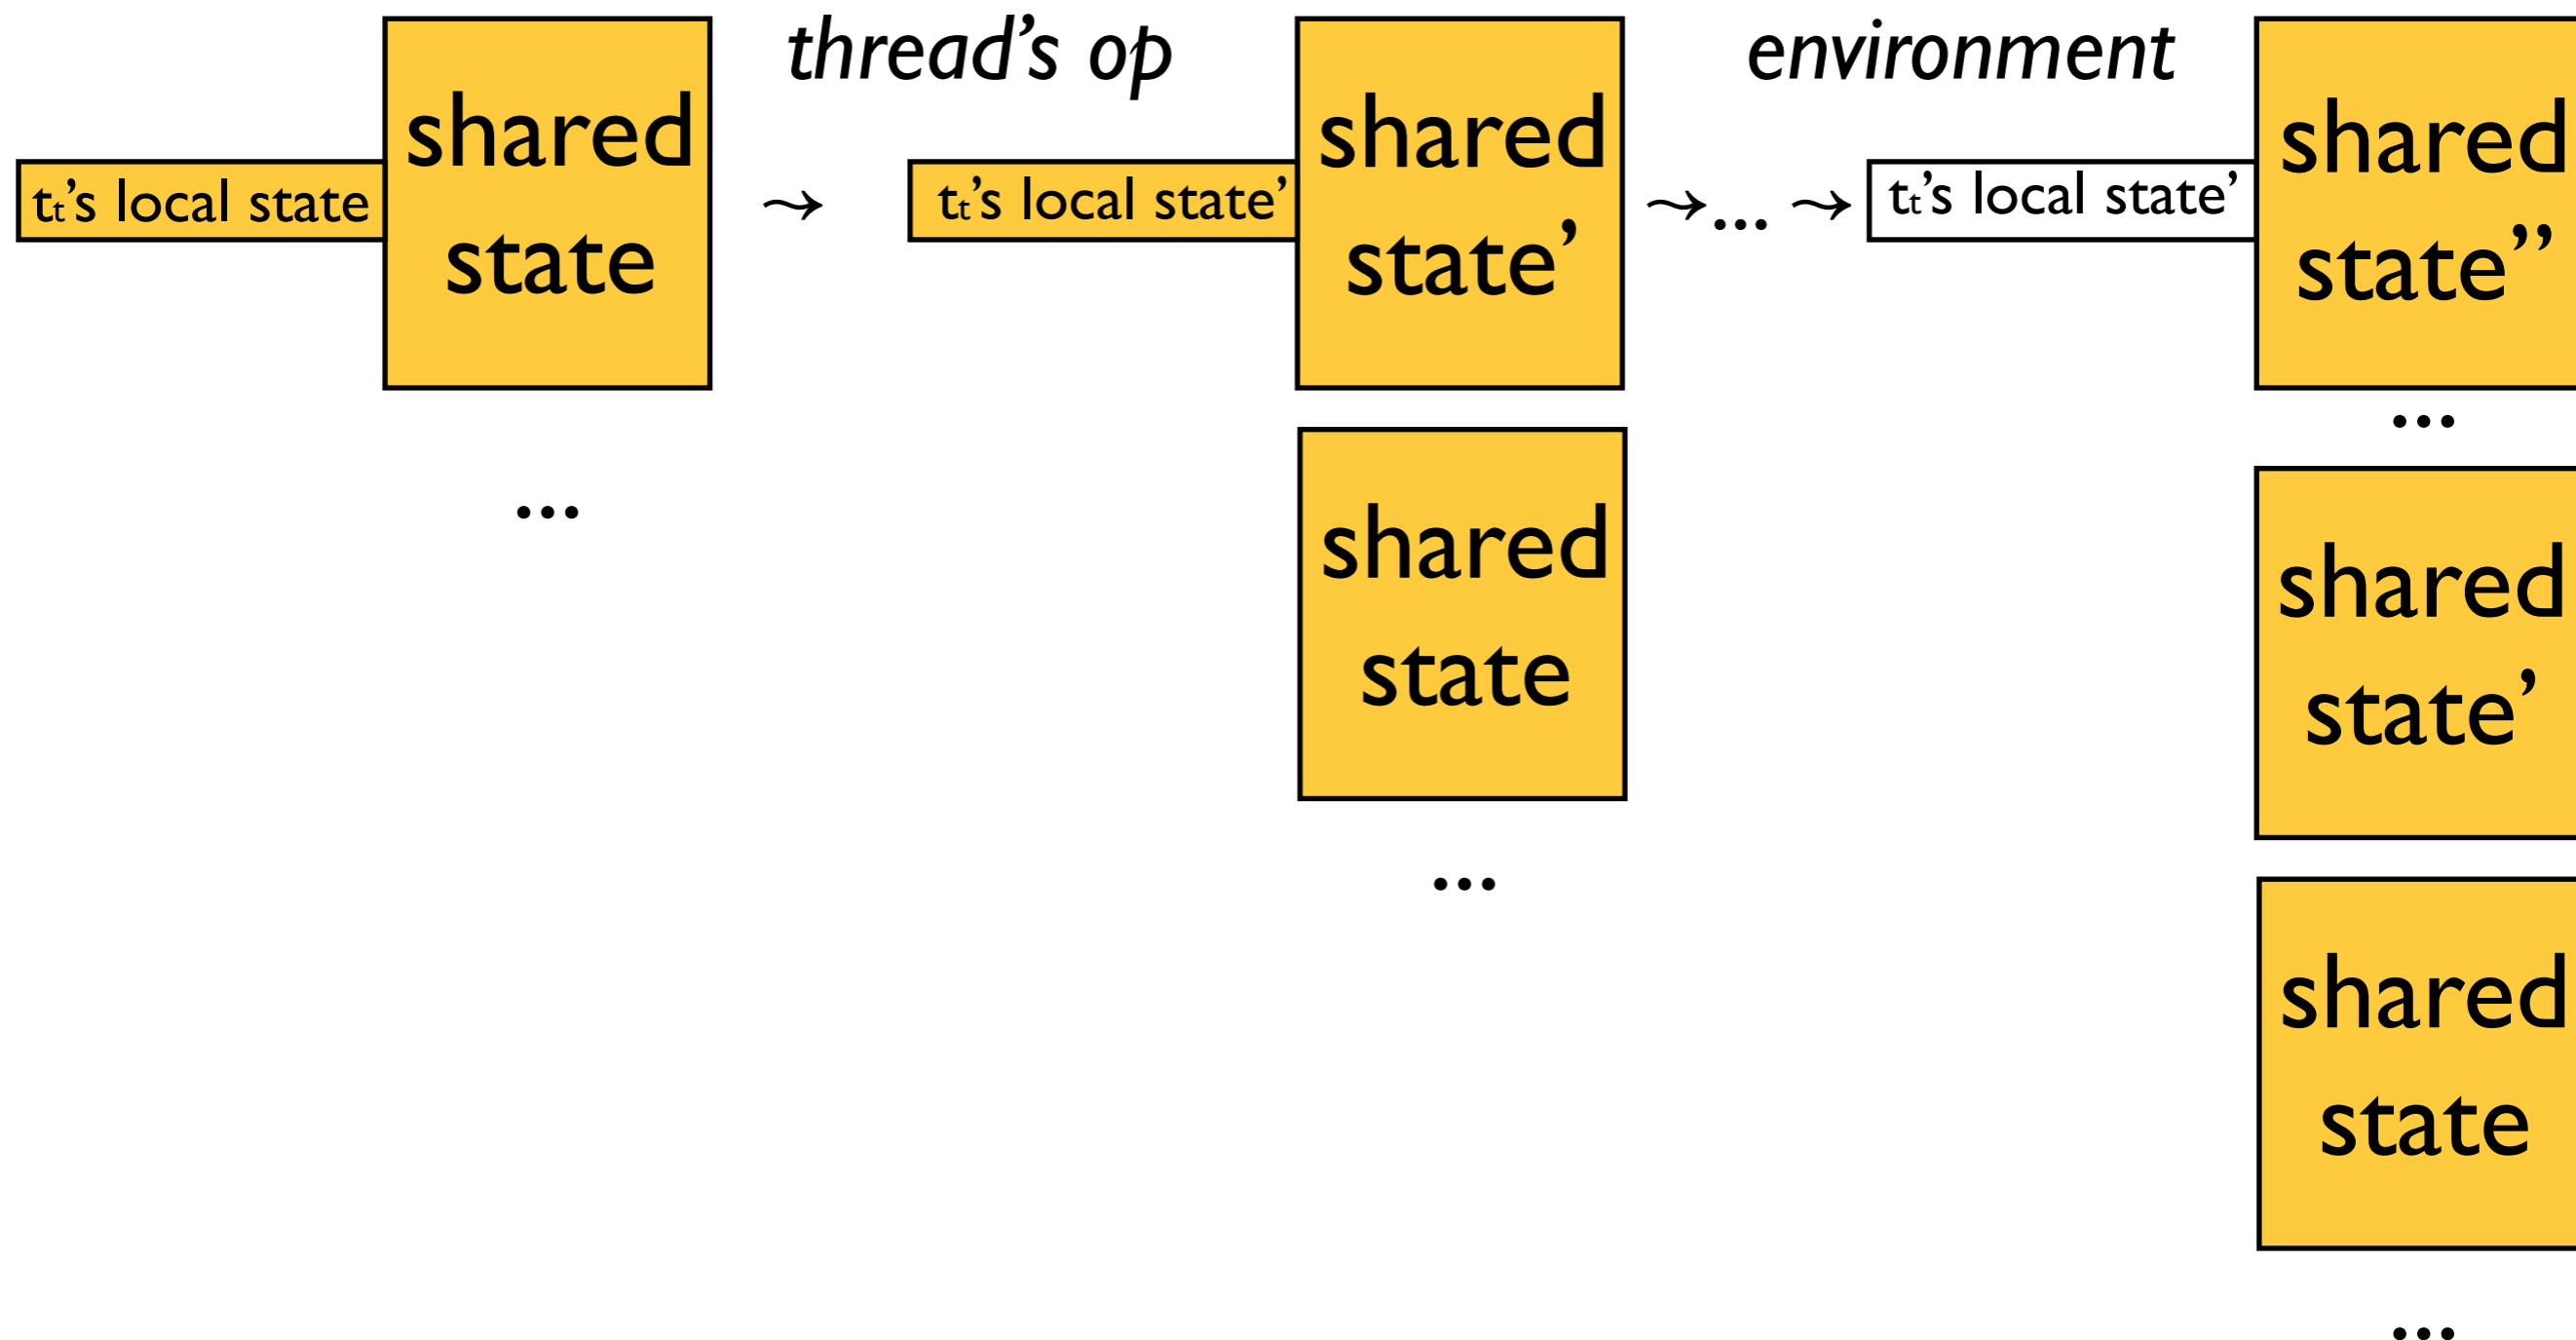 thread’s op
environment
shared
state
tₜ’s local state
⤳
shared
state’
tₜ’s local state’
⤳... ⤳
tₜ’s local state’
shared
state’’
...
...
shared
state
...
shared
state’
shared
state
...